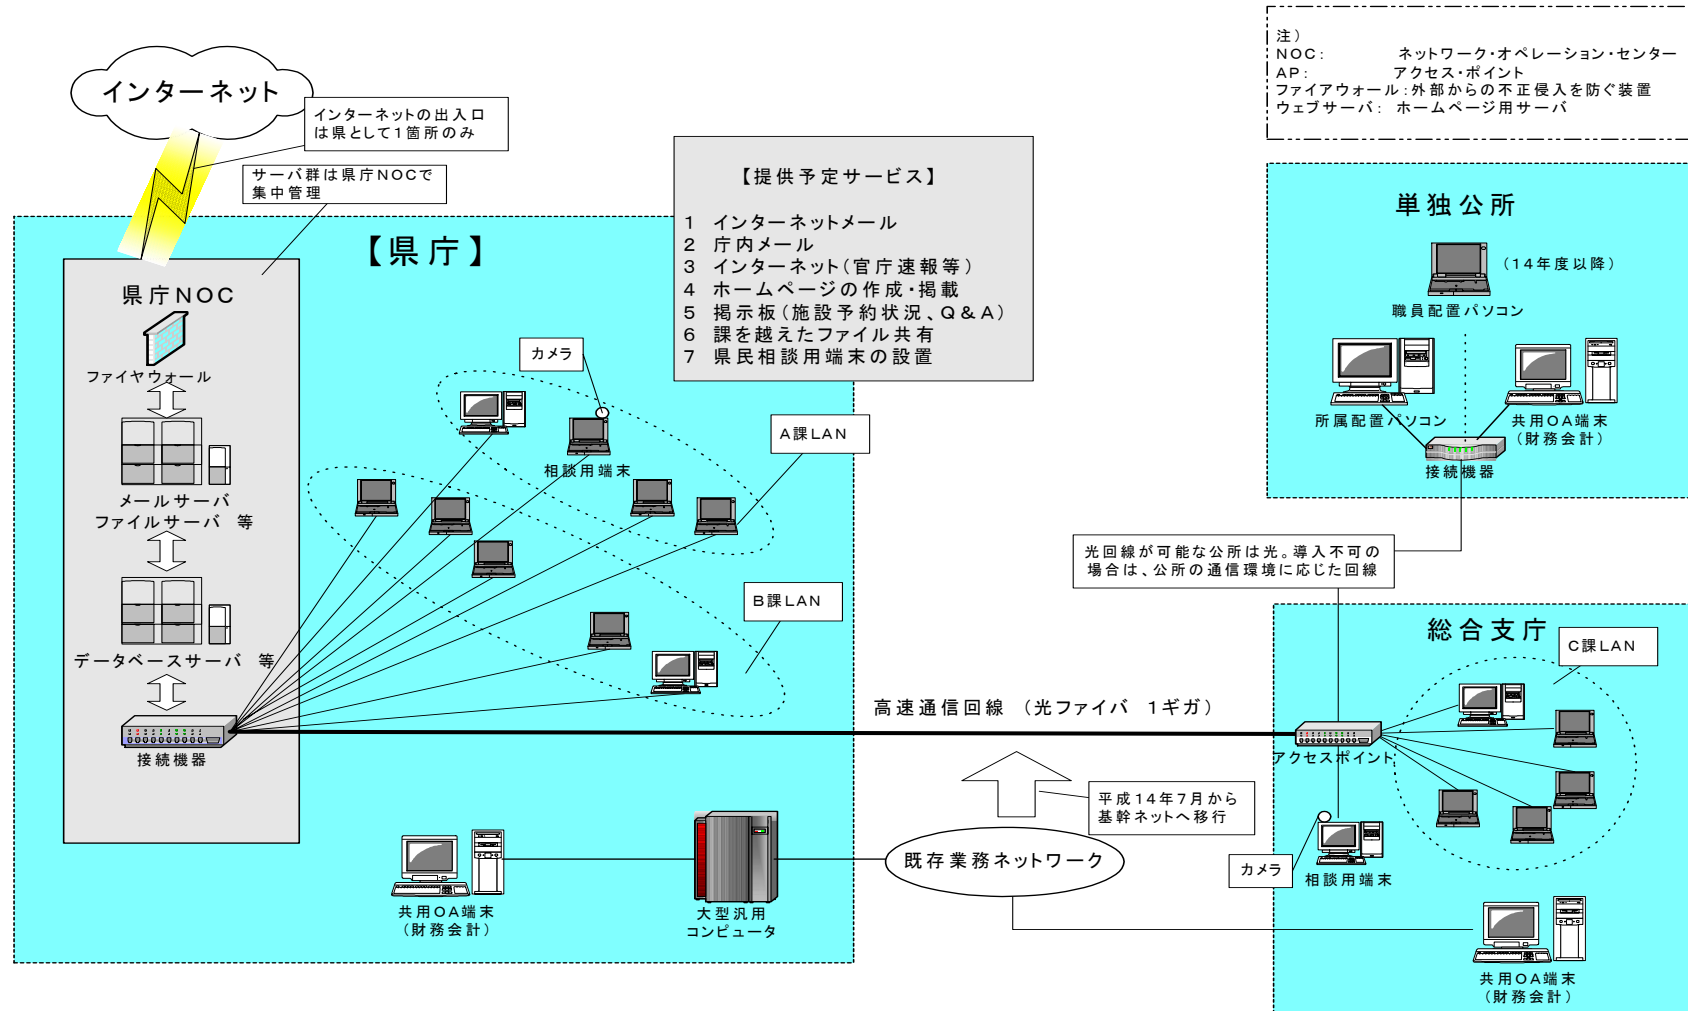 注）
NOC： ネットワーク・オペレーション・センター
AP： アクセス・ポイント
ファイアウォール：外部からの不正侵入を防ぐ装置
ウェブサーバ： ホームページ用サーバ
インターネット
インターネットの出入口
は県として1箇所のみ
サーバ群は県庁NOCで
集中管理
【提供予定サービス】
1 インターネットメール
2 庁内メール
3 インターネット（官庁速報等）
4 ホームページの作成・掲載
5 掲示板（施設予約状況、Q＆A）
6 課を越えたファイル共有
7 県民相談用端末の設置
【県庁】
県庁NOC
ファイヤウォール
メールサーバ
ファイルサーバ 等
データベースサーバ 等
接続機器
カメラ
相談用端末
A課LAN
B課LAN
共用OA端末
（財務会計）
大型汎用
コンピュータ
既存業務ネットワーク
高速通信回線 （光ファイバ 1ギガ）
平成14年7月から
基幹ネットへ移行
単独公所
（14年度以降）
職員配置パソコン
所属配置パソコン
共用OA端末
（財務会計）
接続機器
光回線が可能な公所は光。導入不可の
場合は、公所の通信環境に応じた回線
総合支庁
C課LAN
アクセスポイント
カメラ
相談用端末
共用OA端末
（財務会計）